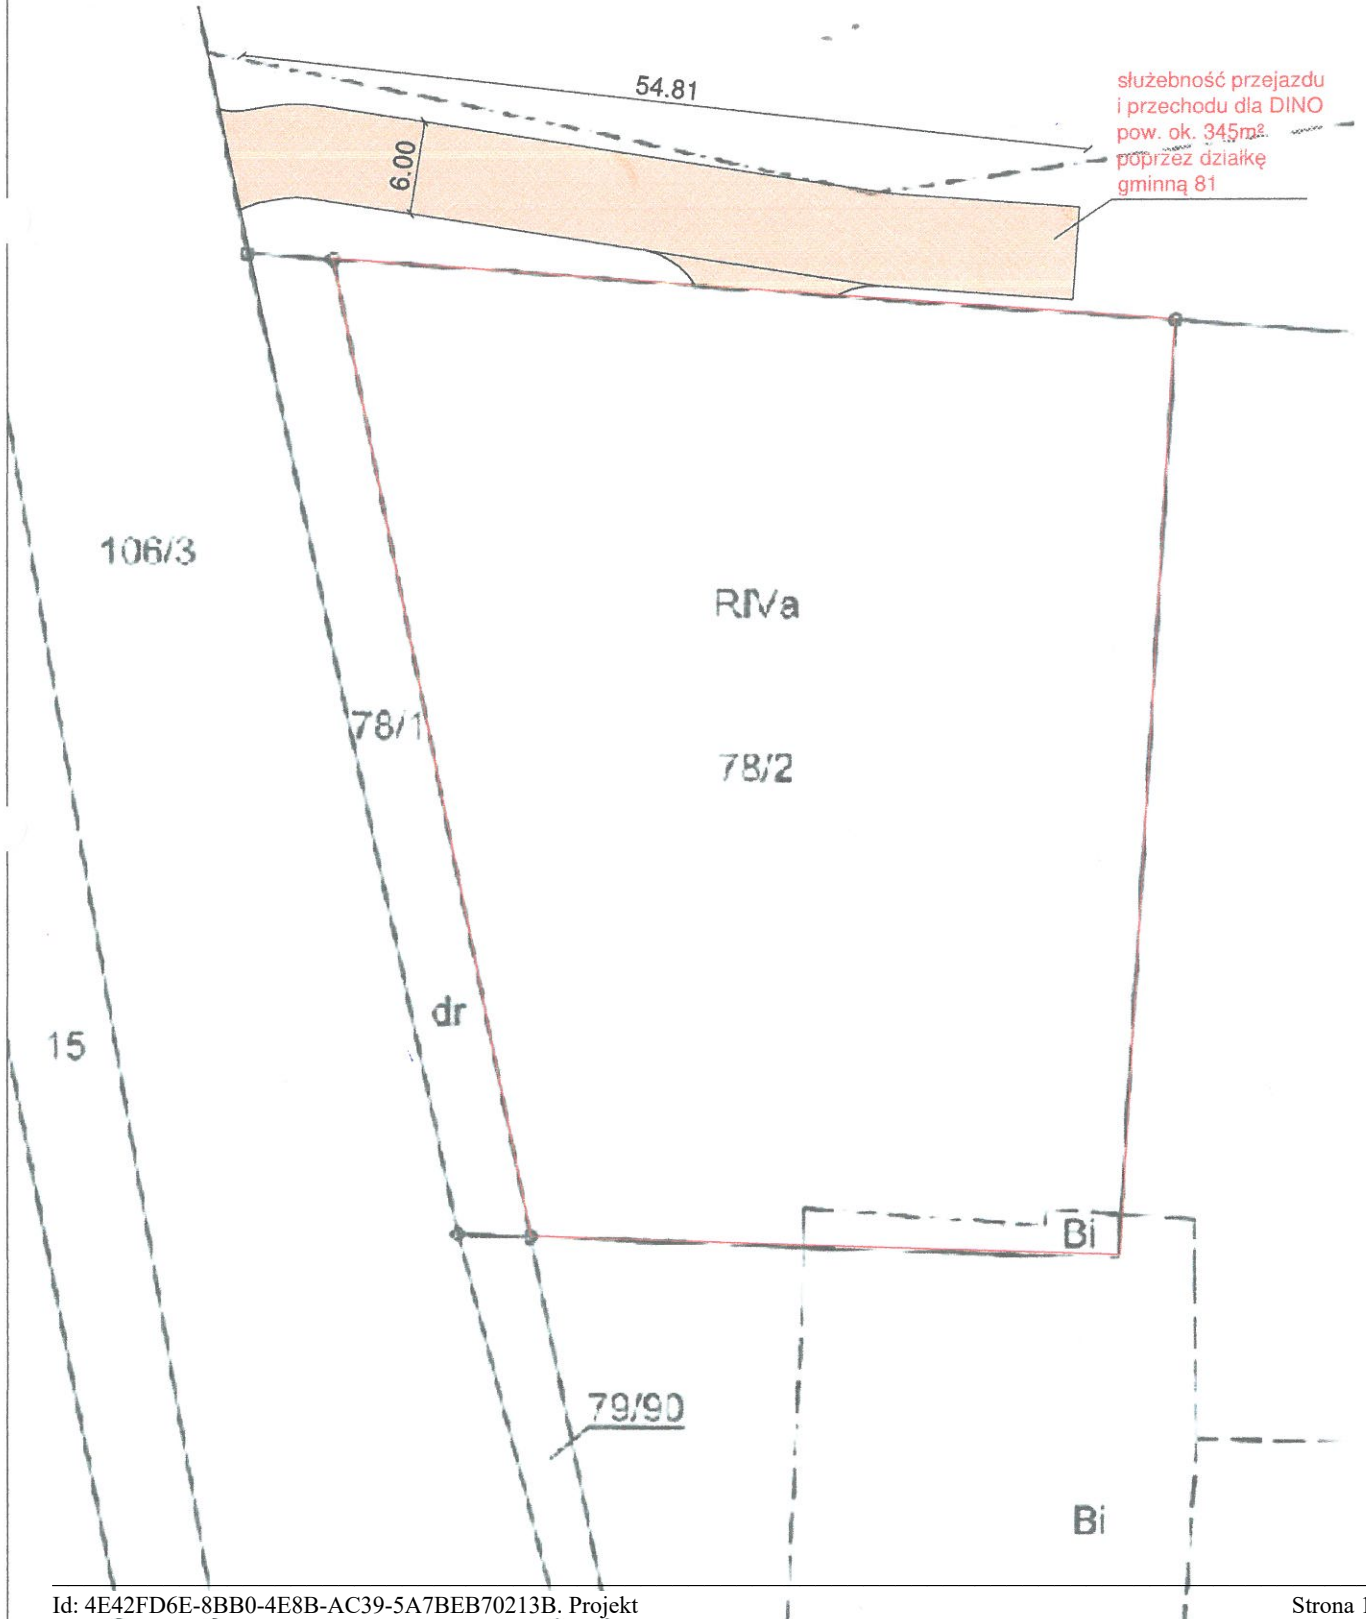 54.81
służebność przejazdu
i przechodu dla DINO
pow. ok. 345m²
poprzez działkę
gminną 81
6.00
106/3
RIVa
78/1
78/2
dr
15
Bi
79/90
Bi
Id: 4E42FD6E-8BB0-4E8B-AC39-5A7BEB70213B. Projekt
Strona 1